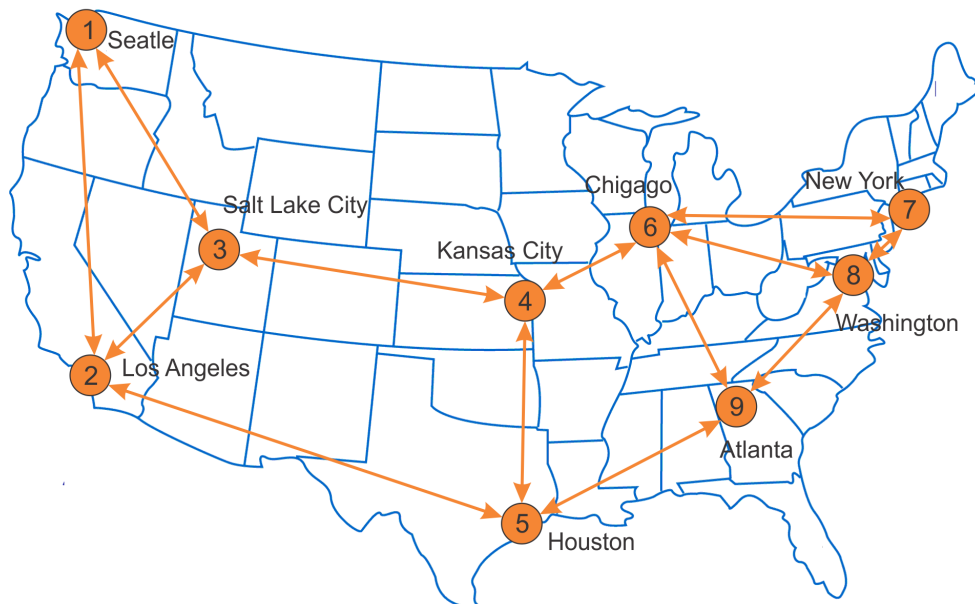 1
Seatle
Salt Lake City
3
Chigago
6
New York
7
Kansas City
4
8
Washington
2
Los Angeles
9
Atlanta
5
Houston